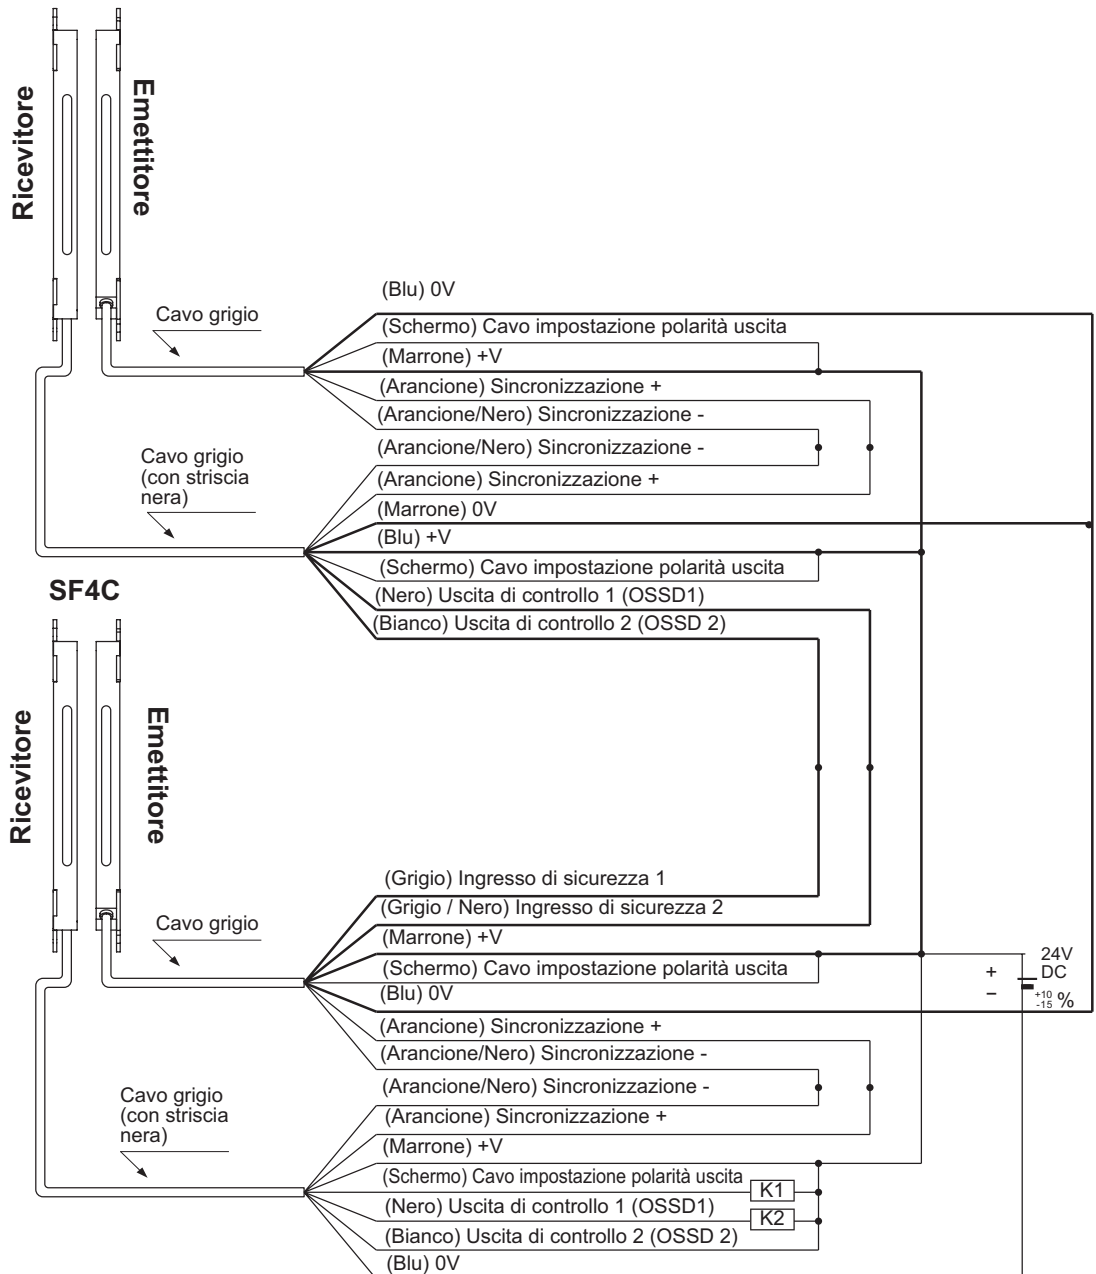 Ricevitore
Emettitore
(Blu) 0V
Cavo grigio
(Schermo) Cavo impostazione polarità uscita
(Marrone) +V
(Arancione) Sincronizzazione +
(Arancione/Nero) Sincronizzazione -
(Arancione/Nero) Sincronizzazione -
Cavo grigio
(con striscia
nera)
(Arancione) Sincronizzazione +
(Marrone) 0V
(Blu) +V
(Schermo) Cavo impostazione polarità uscita
SF4C
(Nero) Uscita di controllo 1 (OSSD1)
(Bianco) Uscita di controllo 2 (OSSD 2)
Ricevitore
Emettitore
(Grigio) Ingresso di sicurezza 1
(Grigio / Nero) Ingresso di sicurezza 2
Cavo grigio
(Marrone) +V
(Schermo) Cavo impostazione polarità uscita
(Blu) 0V
24V
+ DC
− +10 -15 %
(Arancione) Sincronizzazione +
(Arancione/Nero) Sincronizzazione -
(Arancione/Nero) Sincronizzazione -
Cavo grigio
(con striscia
nera)
(Arancione) Sincronizzazione +
(Marrone) +V
(Schermo) Cavo impostazione polarità uscita
K1
(Nero) Uscita di controllo 1 (OSSD1)
K2
(Bianco) Uscita di controllo 2 (OSSD 2)
(Blu) 0V